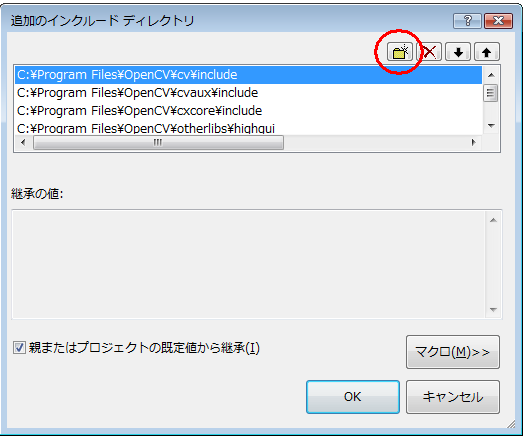 追加のインクルード ディレクトリ
C:¥Program Files¥OpenCV¥cv¥include
C:¥Program Files¥OpenCV¥cvaux¥include
C:¥Program Files¥OpenCV¥cxcore¥include
C:¥Program Files¥OpenCV¥otherlibs¥highgui
継承の値:
親またはプロジェクトの既定値から継承(I)
マクロ(M)>>
OK
キャンセル